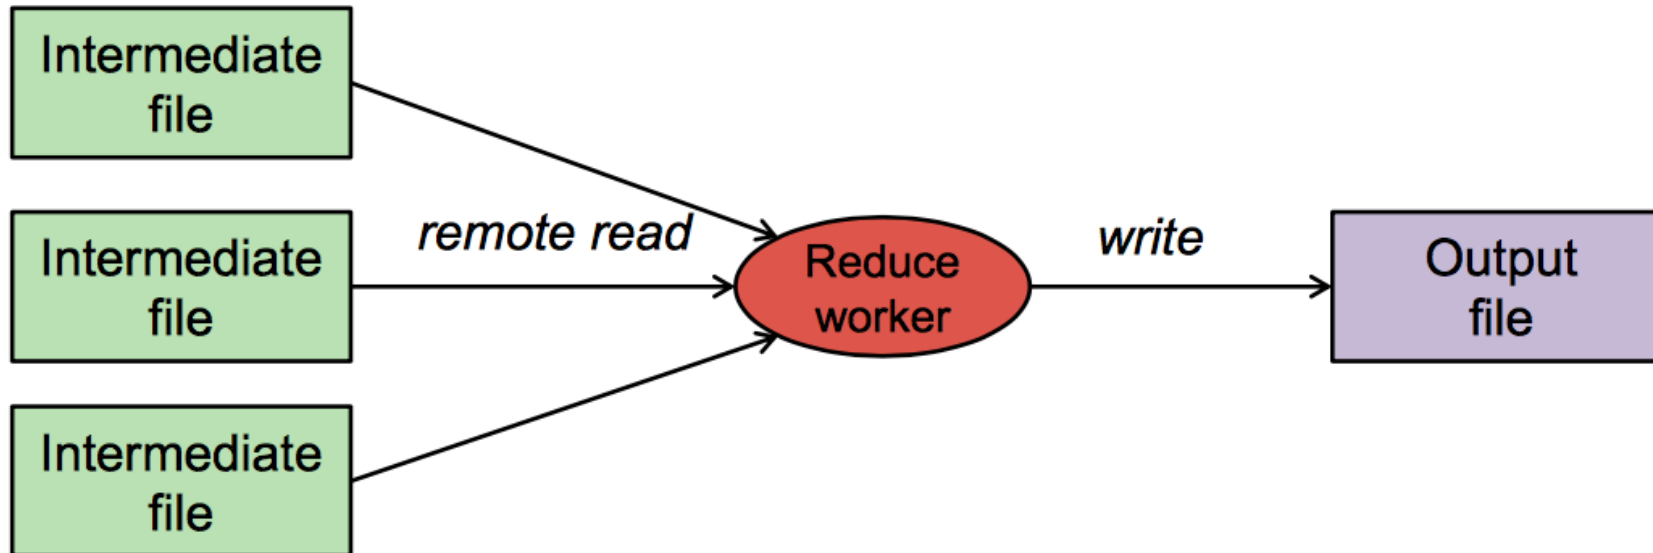 Intermediate
file
Intermediate
file
remote read
Reduce
worker
write
Output
file
Intermediate
file